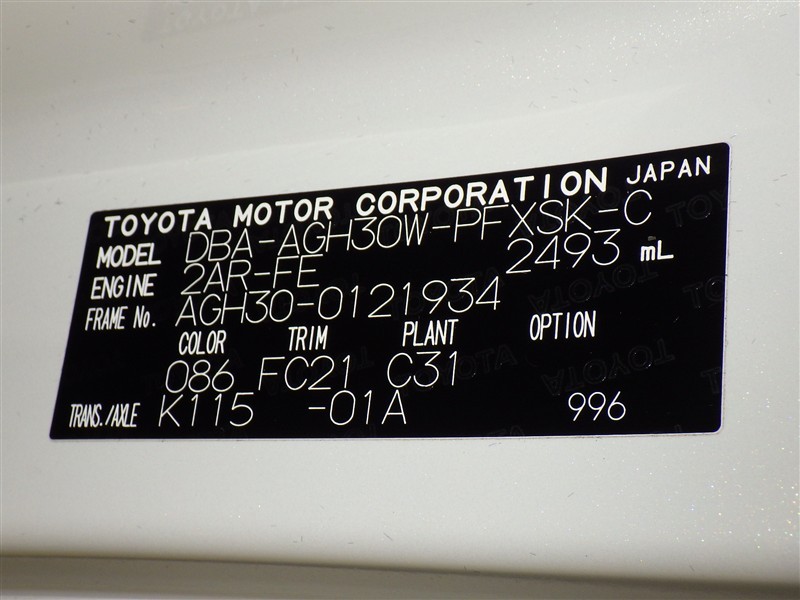 TOYOTA MOTOR CORPORATION JAPAN
MODEL DBA-AGH30W-PFXSK-C
ENGINE 2AR-FE 2493 mL
FRAME No. AGH30-0121934
COLOR TRIM PLANT OPTION
086 FC21 C31
TRANS./AXLE K115 -01A 996